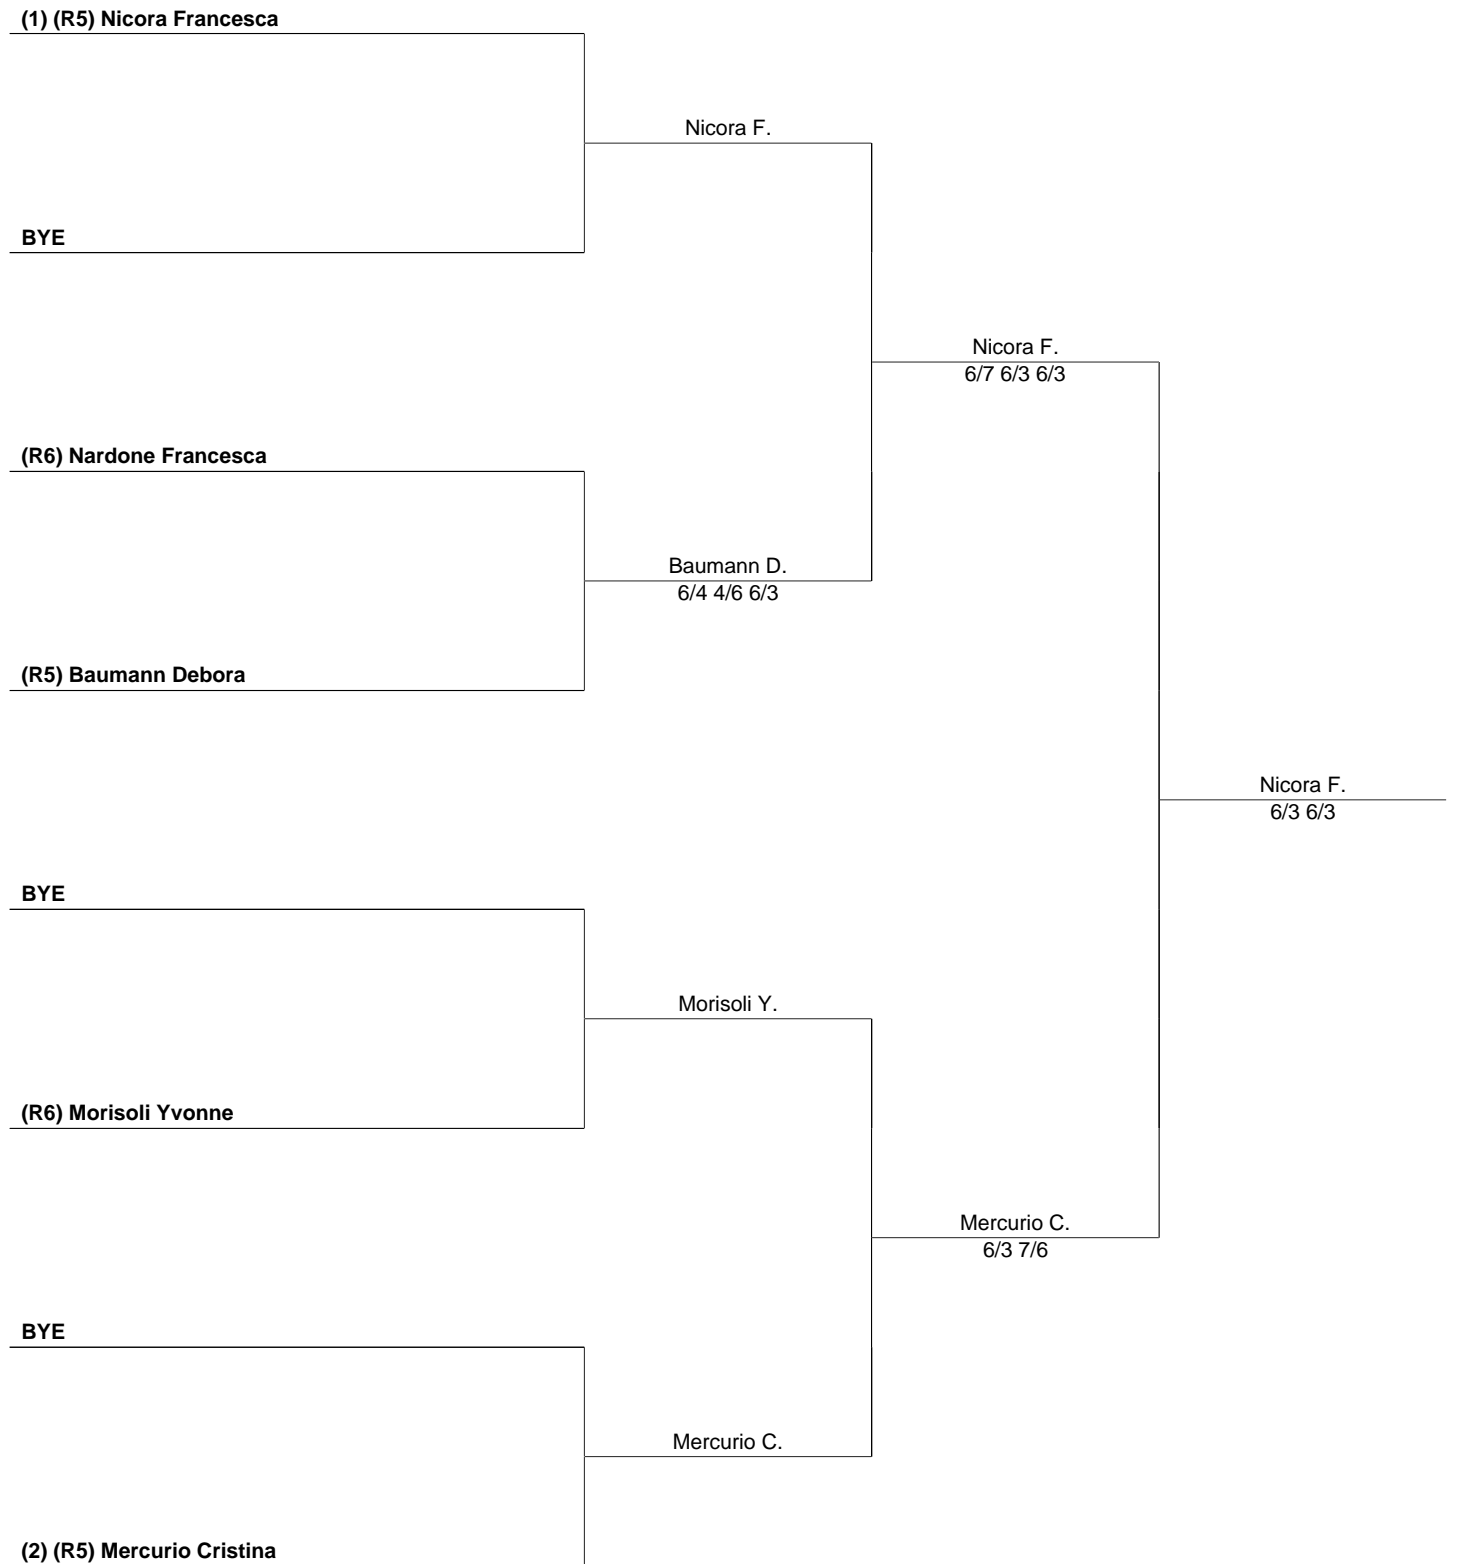 (1) (R5) Nicora Francesca
Nicora F.
BYE
Nicora F.
6/7 6/3 6/3
(R6) Nardone Francesca
Baumann D.
6/4 4/6 6/3
(R5) Baumann Debora
Nicora F.
6/3 6/3
BYE
Morisoli Y.
(R6) Morisoli Yvonne
Mercurio C.
6/3 7/6
BYE
Mercurio C.
(2) (R5) Mercurio Cristina